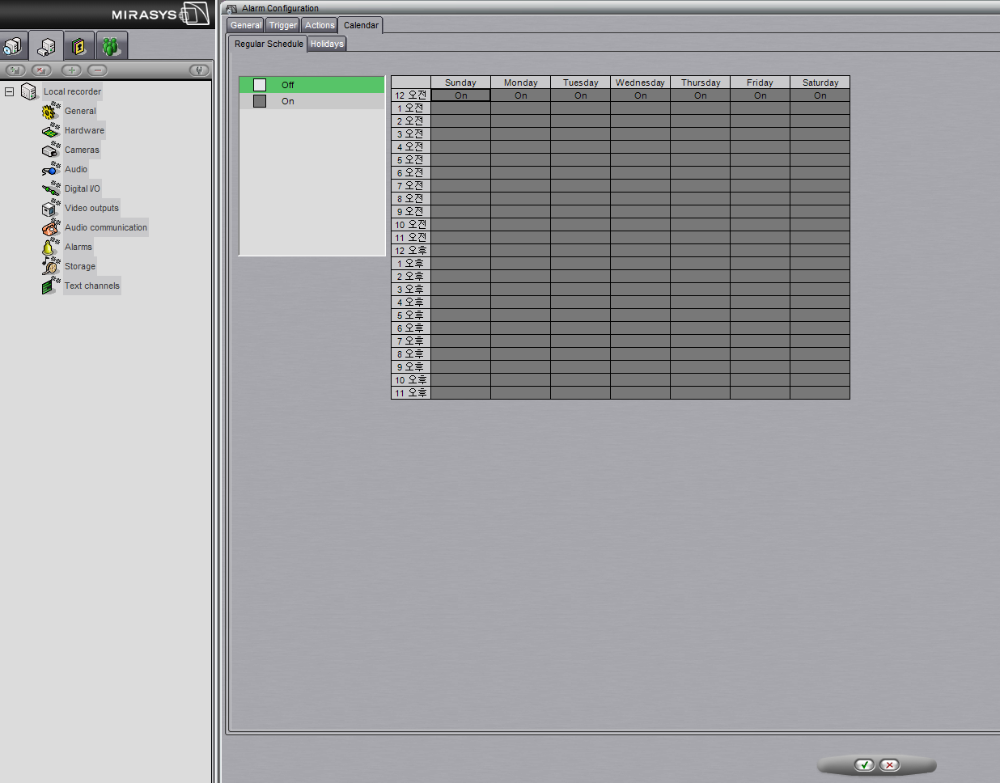 MIRASYS
Alarm Configuration
General Trigger Actions Calendar
Regular Schedule Holidays
Local recorder
General
Hardware
Cameras
Audio
Digital I/O
Video outputs
Audio communication
Alarms
Storage
Text channels
Off
On
Sunday Monday Tuesday Wednesday Thursday Friday Saturday
12 오전 On On On On On On On
1 오전
2 오전
3 오전
4 오전
5 오전
6 오전
7 오전
8 오전
9 오전
10 오전
11 오전
12 오후
1 오후
2 오후
3 오후
4 오후
5 오후
6 오후
7 오후
8 오후
9 오후
10 오후
11 오후